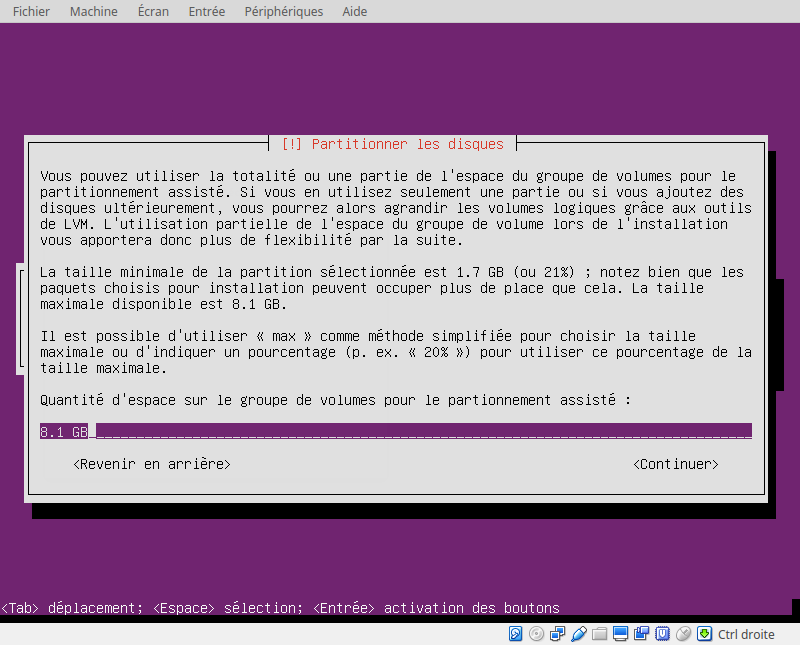 Fichier Machine Écran Entrée Périphériques Aide
[!] Partitionner les disques
Vous pouvez utiliser la totalité ou une partie de l'espace du groupe de volumes pour le
partitionnement assisté. Si vous en utilisez seulement une partie ou si vous ajoutez des
disques ultérieurement, vous pourrez alors agrandir les volumes logiques grâce aux outils
de LVM. L'utilisation partielle de l'espace du groupe de volume lors de l'installation
vous apportera donc plus de flexibilité par la suite.
La taille minimale de la partition sélectionnée est 1.7 GB (ou 21%) ; notez bien que les
paquets choisis pour installation peuvent occuper plus de place que cela. La taille
maximale disponible est 8.1 GB.
Il est possible d'utiliser « max » comme méthode simplifiée pour choisir la taille
maximale ou d'indiquer un pourcentage (p. ex. « 20% ») pour utiliser ce pourcentage de la
taille maximale.
Quantité d'espace sur le groupe de volumes pour le partionnement assisté :
8.1 GB
<Revenir en arrière> <Continuer>
<Tab> déplacement; <Espace> sélection; <Entrée> activation des boutons
Ctrl droite